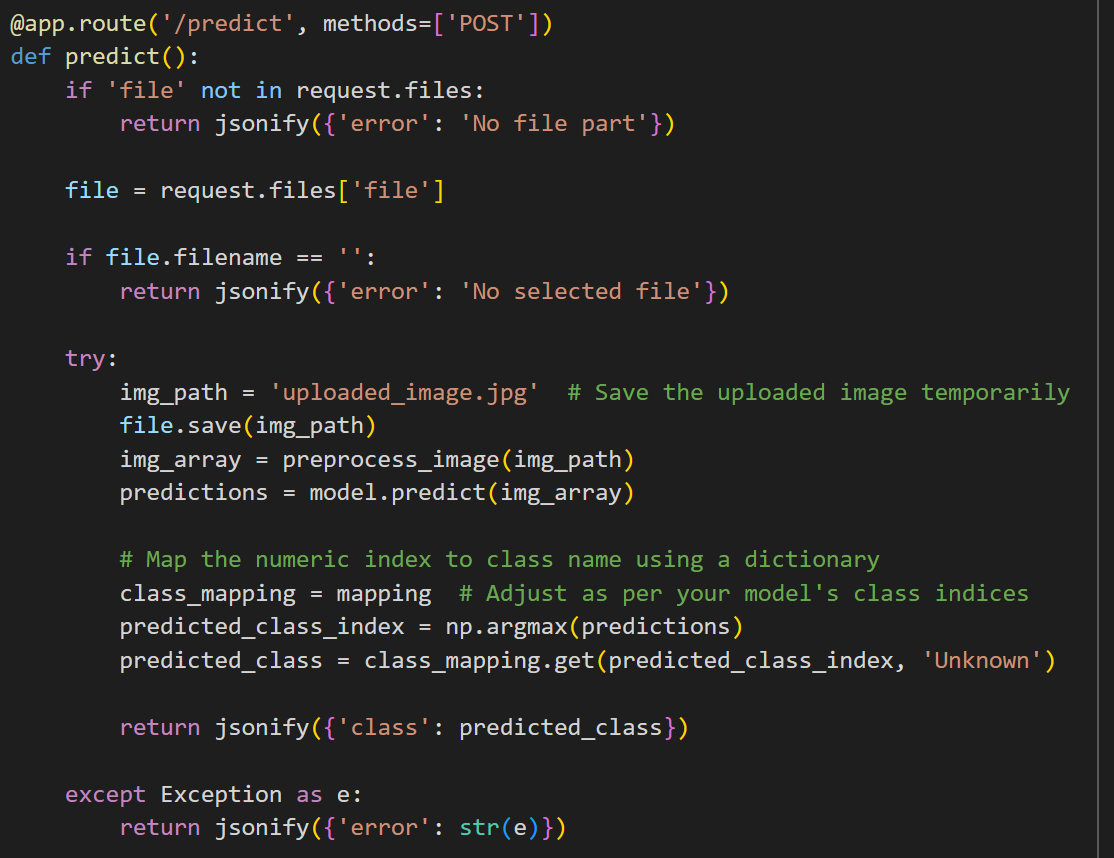 @app.route('/predict', methods=['POST'])
def predict():
    if 'file' not in request.files:
        return jsonify({'error': 'No file part'})

    file = request.files['file']

    if file.filename == '':
        return jsonify({'error': 'No selected file'})

    try:
        img_path = 'uploaded_image.jpg'  # Save the uploaded image temporarily
        file.save(img_path)
        img_array = preprocess_image(img_path)
        predictions = model.predict(img_array)

        # Map the numeric index to class name using a dictionary
        class_mapping = mapping  # Adjust as per your model's class indices
        predicted_class_index = np.argmax(predictions)
        predicted_class = class_mapping.get(predicted_class_index, 'Unknown')

        return jsonify({'class': predicted_class})

    except Exception as e:
        return jsonify({'error': str(e)})